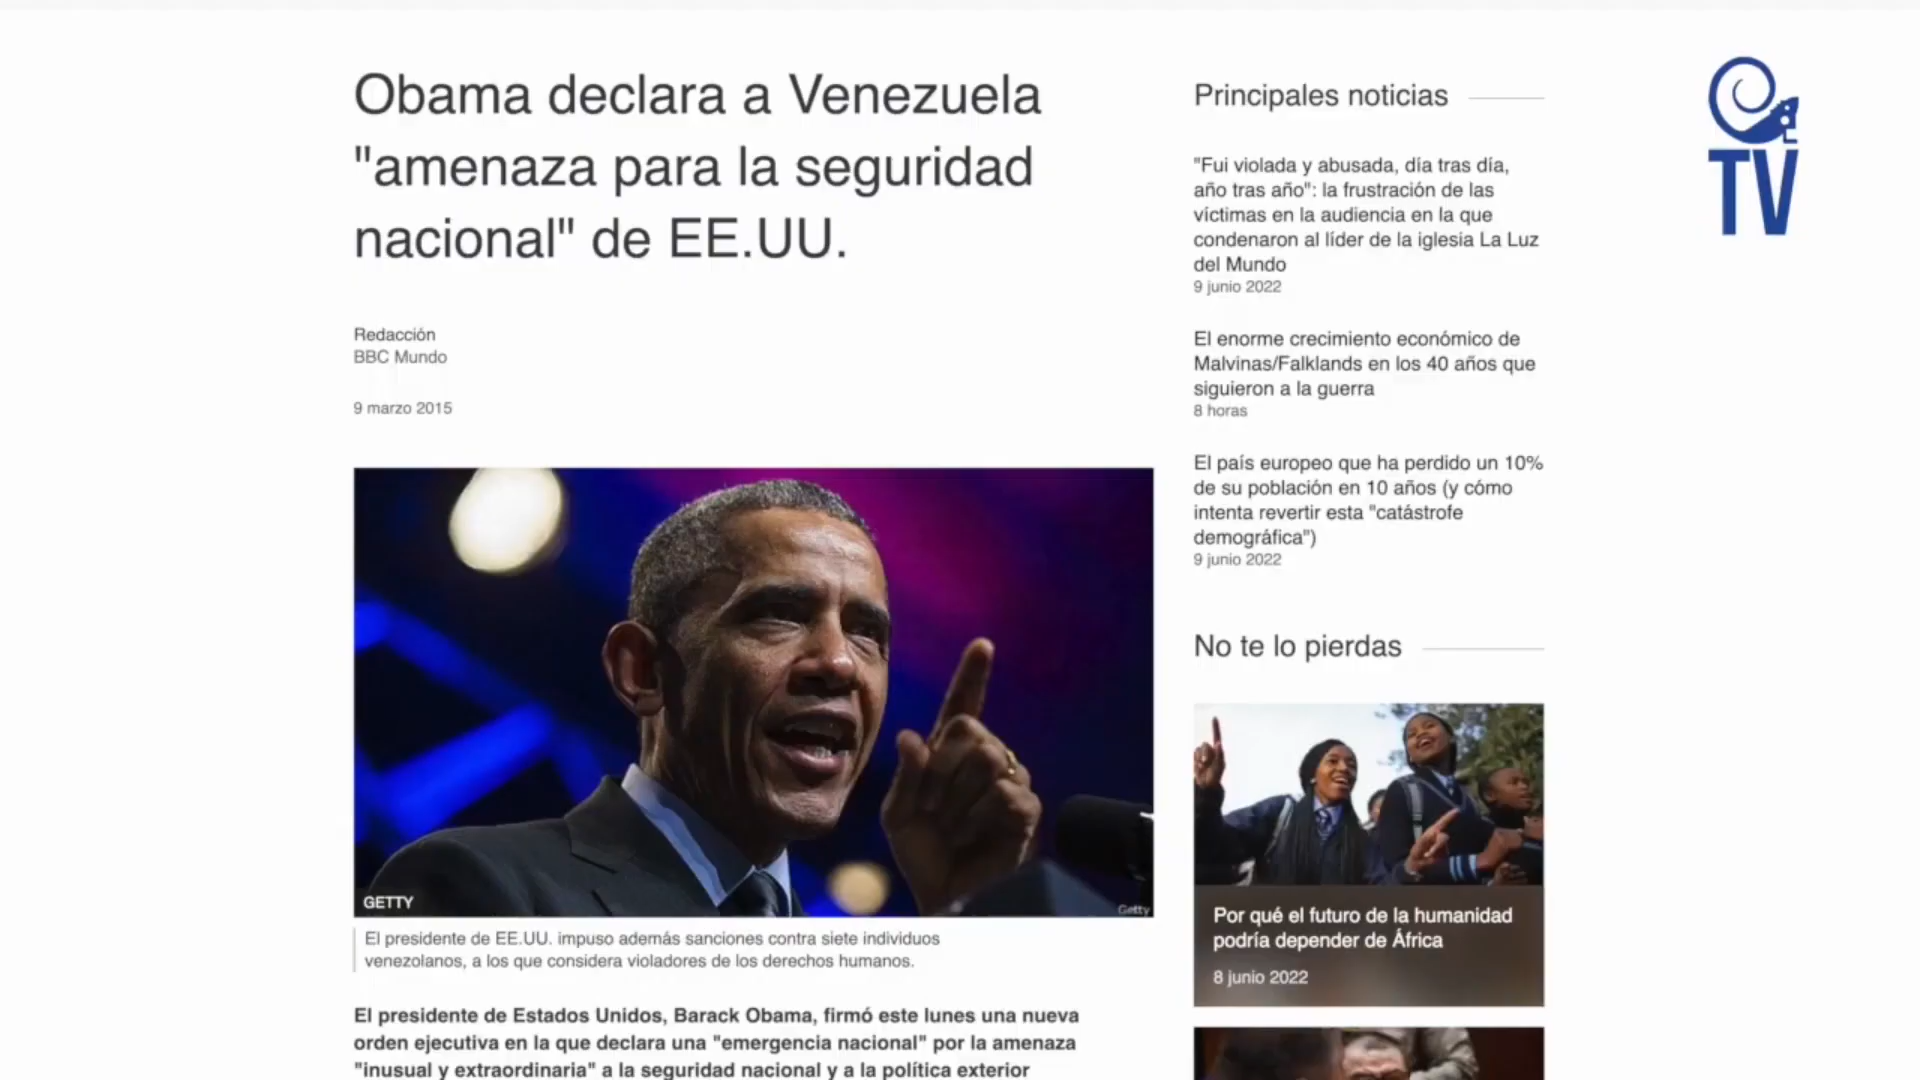 Obama declara a Venezuela
"amenaza para la seguridad
nacional" de EE.UU.
Redacción
BBC Mundo
9 marzo 2015
GETTY
Getty
El presidente de EE.UU. impuso además sanciones contra siete individuos
venezolanos, a los que considera violadores de los derechos humanos.
El presidente de Estados Unidos, Barack Obama, firmó este lunes una nueva
orden ejecutiva en la que declara una "emergencia nacional" por la amenaza
"inusual y extraordinaria" a la seguridad nacional y a la política exterior
Principales noticias
"Fui violada y abusada, día tras día,
año tras año": la frustración de las
víctimas en la audiencia en la que
condenaron al líder de la iglesia La Luz
del Mundo
9 junio 2022
El enorme crecimiento económico de
Malvinas/Falklands en los 40 años que
siguieron a la guerra
8 horas
El país europeo que ha perdido un 10%
de su población en 10 años (y cómo
intenta revertir esta "catástrofe
demográfica")
9 junio 2022
No te lo pierdas
Por qué el futuro de la humanidad
podría depender de África
8 junio 2022
TV